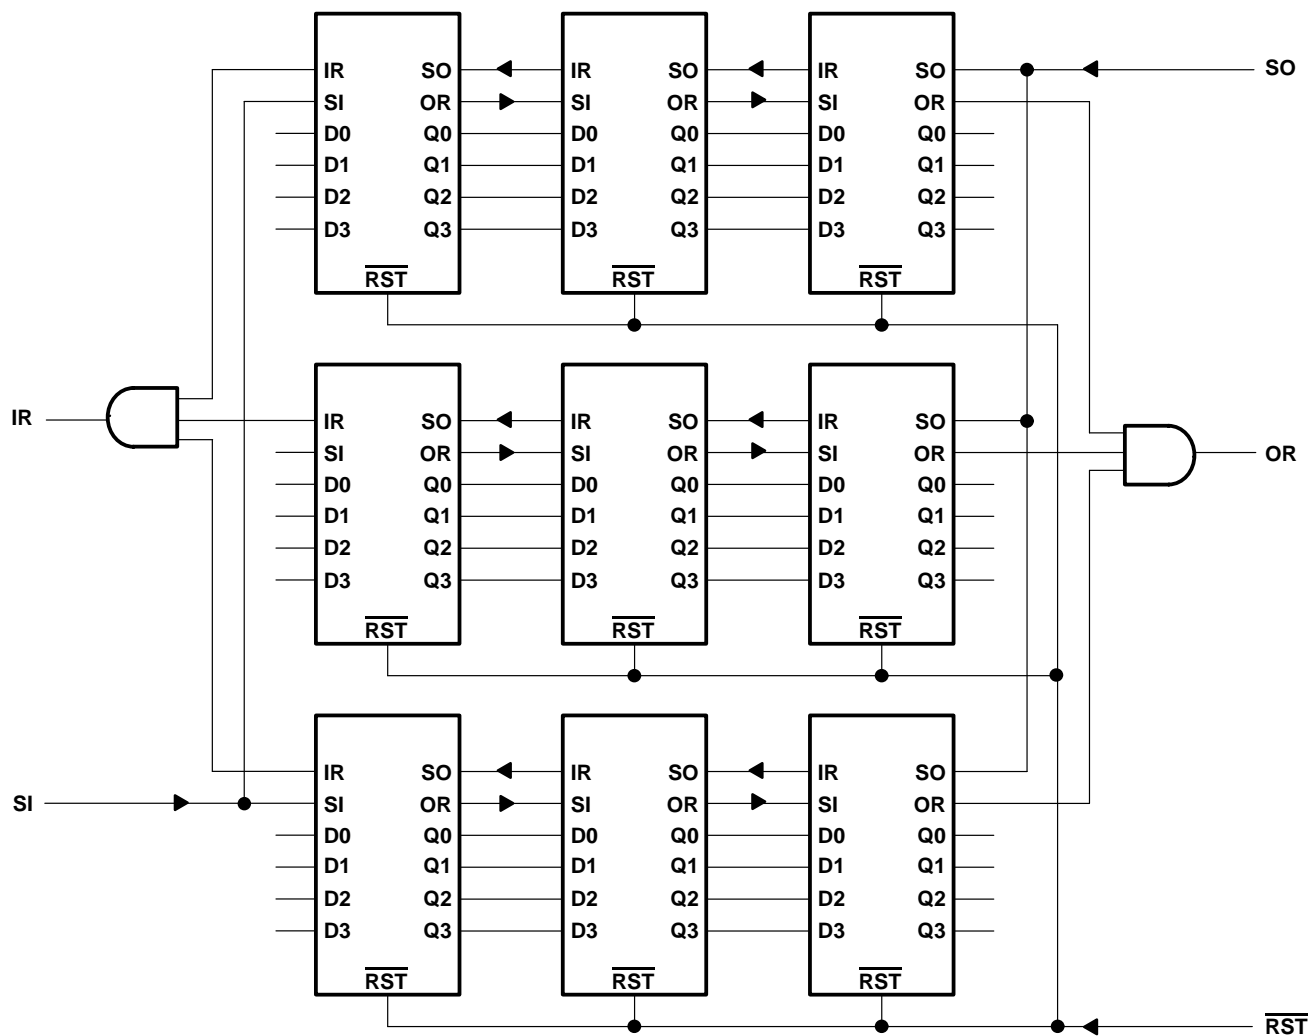 IR SO IR SO IR SO SO
SI OR SI OR SI OR
D0 Q0 D0 Q0 D0 Q0
D1 Q1 D1 Q1 D1 Q1
D2 Q2 D2 Q2 D2 Q2
D3 Q3 D3 Q3 D3 Q3
RST RST RST
IR IR SO IR SO IR SO
SI OR SI OR SI OR OR
D0 Q0 D0 Q0 D0 Q0
D1 Q1 D1 Q1 D1 Q1
D2 Q2 D2 Q2 D2 Q2
D3 Q3 D3 Q3 D3 Q3
RST RST RST
IR SO IR SO IR SO
SI SI OR SI OR SI OR
D0 Q0 D0 Q0 D0 Q0
D1 Q1 D1 Q1 D1 Q1
D2 Q2 D2 Q2 D2 Q2
D3 Q3 D3 Q3 D3 Q3
RST RST RST
RST